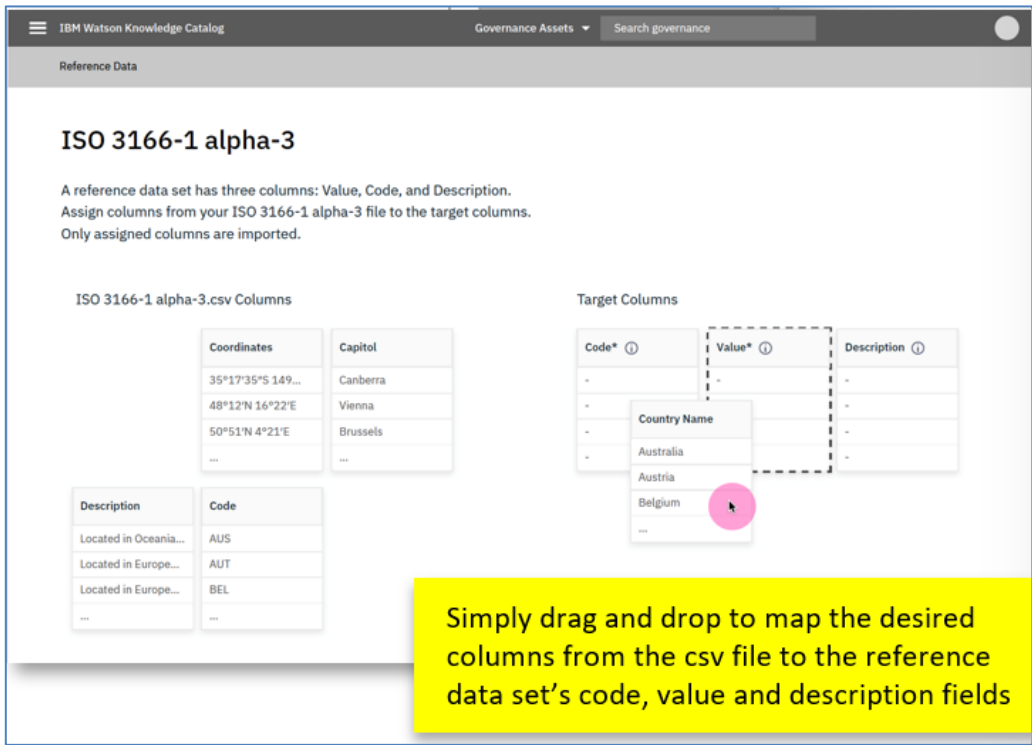 IBM Watson Knowledge Catalog
Governance Assets
Search governance
Reference Data
ISO 3166-1 alpha-3
A reference data set has three columns: Value, Code, and Description.
Assign columns from your ISO 3166-1 alpha-3 file to the target columns.
Only assigned columns are imported.
ISO 3166-1 alpha-3.csv Columns
Coordinates
35°17'35"S 149...
48°12'N 16°22'E
50°51'N 4°21'E
...
Capitol
Canberra
Vienna
Brussels
...
Description
Located in Oceania...
Located in Europe...
Located in Europe...
...
Code
AUS
AUT
BEL
...
Target Columns
Code*
-
-
-
-
Value*
-
Description
-
-
-
-
Country Name
Australia
Austria
Belgium
...
Simply drag and drop to map the desired
columns from the csv file to the reference
data set’s code, value and description fields